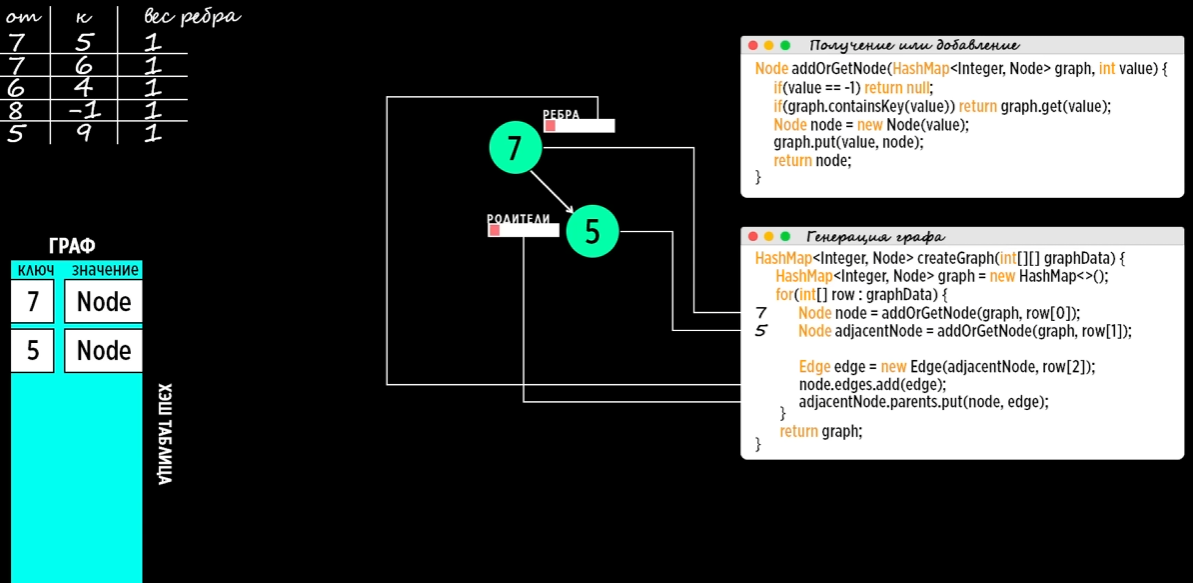 от к вес ребра
7 5 1
7 6 1
6 4 1
8 -1 1
5 9 1
ГРАФ
ключ значение
7 Node
5 Node
ХЭШ ТАБЛИЦА
РЕБРА
7
РОДИТЕЛИ
5
Получение или добавление
Node addOrGetNode(HashMap<Integer, Node> graph, int value) {
if(value == -1) return null;
if(graph.containsKey(value)) return graph.get(value);
Node node = new Node(value);
graph.put(value, node);
return node;
}
Генерация графа
HashMap<Integer, Node> createGraph(int[][] graphData) {
HashMap<Integer, Node> graph = new HashMap<>();
for(int[] row : graphData) {
7 Node node = addOrGetNode(graph, row[0]);
5 Node adjacentNode = addOrGetNode(graph, row[1]);
Edge edge = new Edge(adjacentNode, row[2]);
node.edges.add(edge);
adjacentNode.parents.put(node, edge);
}
return graph;
}